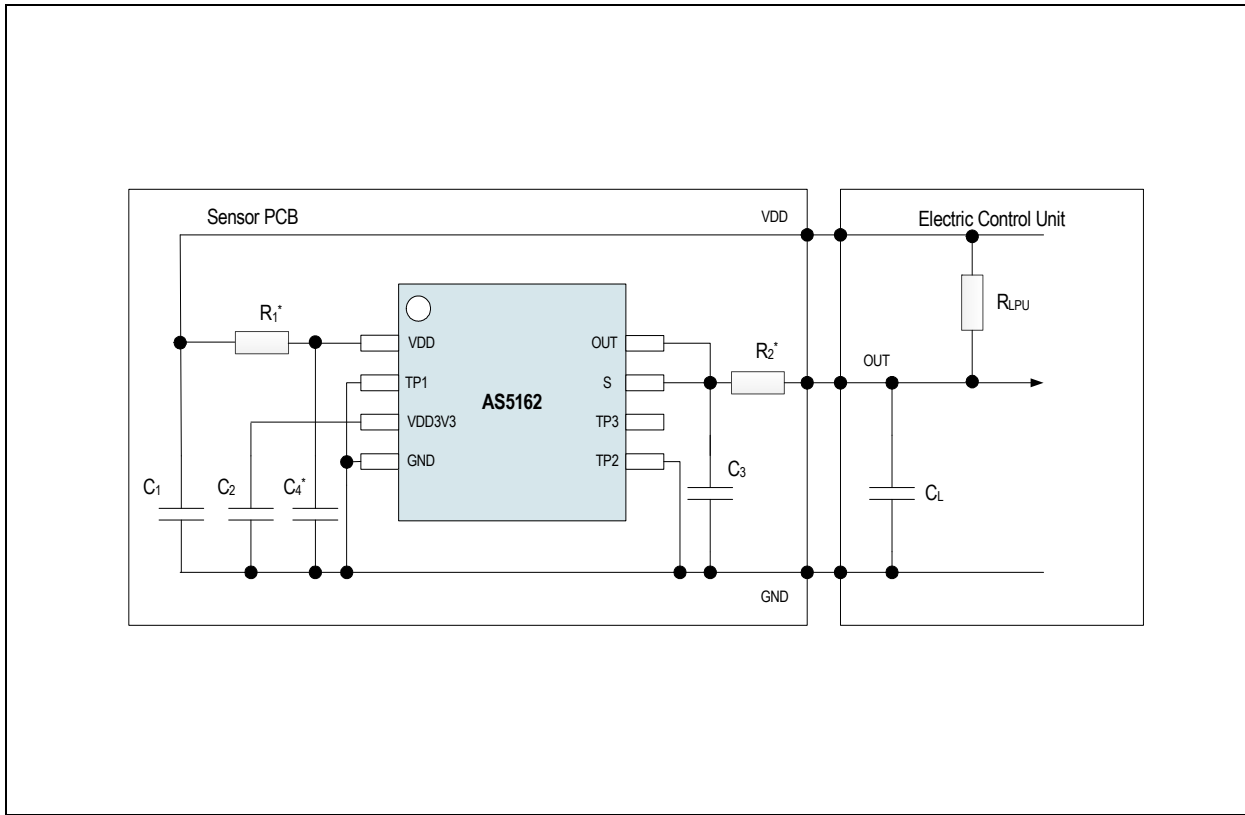 Sensor PCB
VDD
Electric Control Unit
R1*
RLPU
VDD
OUT
R2*
OUT
TP1
S
AS5162
VDD3V3
TP3
GND
TP2
C1
C2
C4*
C3
CL
GND